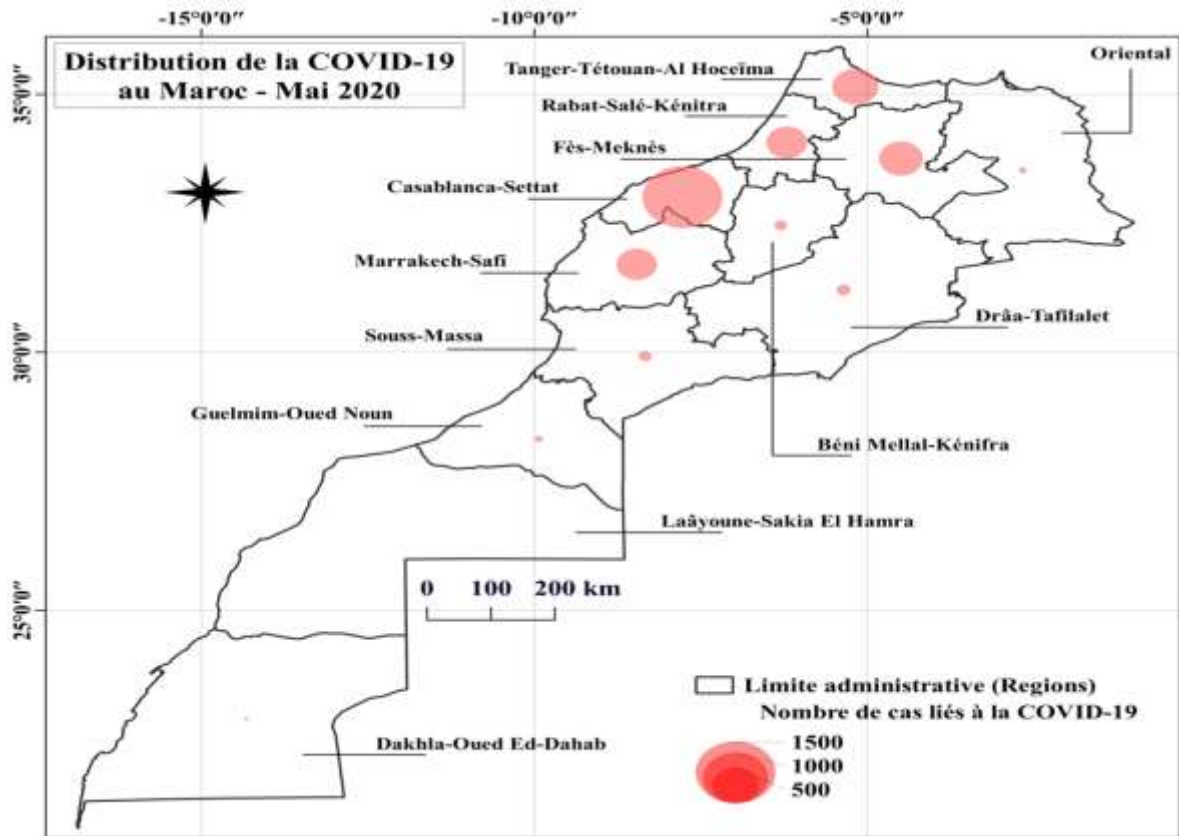 -15°0'0"
-10°0'0"
-5°0'0"
Distribution de la COVID-19
au Maroc - Mai 2020
Oriental
Tanger-Tétouan-Al Hoceïma
35°0'0"
Rabat-Salé-Kénitra
Fès-Meknès
Casablanca-Settat
Marrakech-Safi
Drâa-Tafilalet
Souss-Massa
30°0'0"
Guelmim-Oued Noun
Béni Mellal-Kénifra
Laâyoune-Sakia El Hamra
0 100 200 km
25°0'0"
Limite administrative (Regions)
Nombre de cas liés à la COVID-19
1500
1000
500
Dakhla-Oued Ed-Dahab